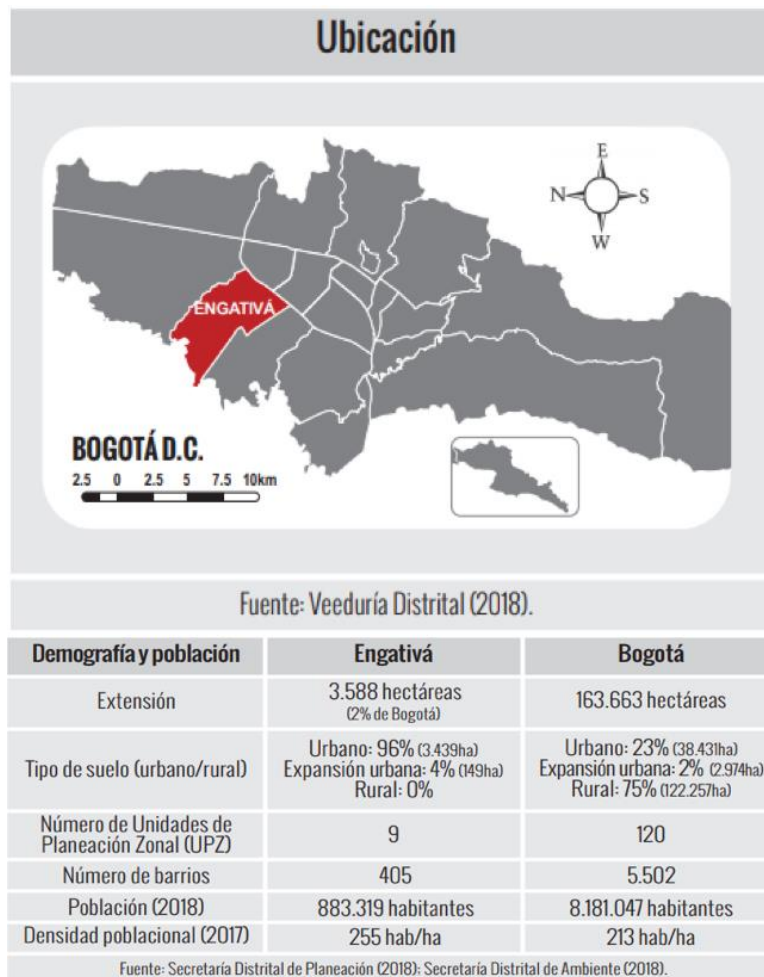 Ubicación
E
N
S
W
ENGATIVÁ
BOGOTÁ D.C.
2.5 0 2.5 5 7.5 10km
Fuente: Veeduría Distrital (2018).
Demografía y población Engativá Bogotá
Extensión 3.588 hectáreas
(2% de Bogotá) 163.663 hectáreas
Tipo de suelo (urbano/rural) Urbano: 96% (3.439ha)
Expansión urbana: 4% (149ha)
Rural: 0% Urbano: 23% (38.431ha)
Expansión urbana: 2% (2.974ha)
Rural: 75% (122.257ha)
Número de Unidades de
Planeación Zonal (UPZ) 9 120
Número de barrios 405 5.502
Población (2018) 883.319 habitantes 8.181.047 habitantes
Densidad poblacional (2017) 255 hab/ha 213 hab/ha
Fuente: Secretaría Distrital de Planeación (2018); Secretaría Distrital de Ambiente (2018).